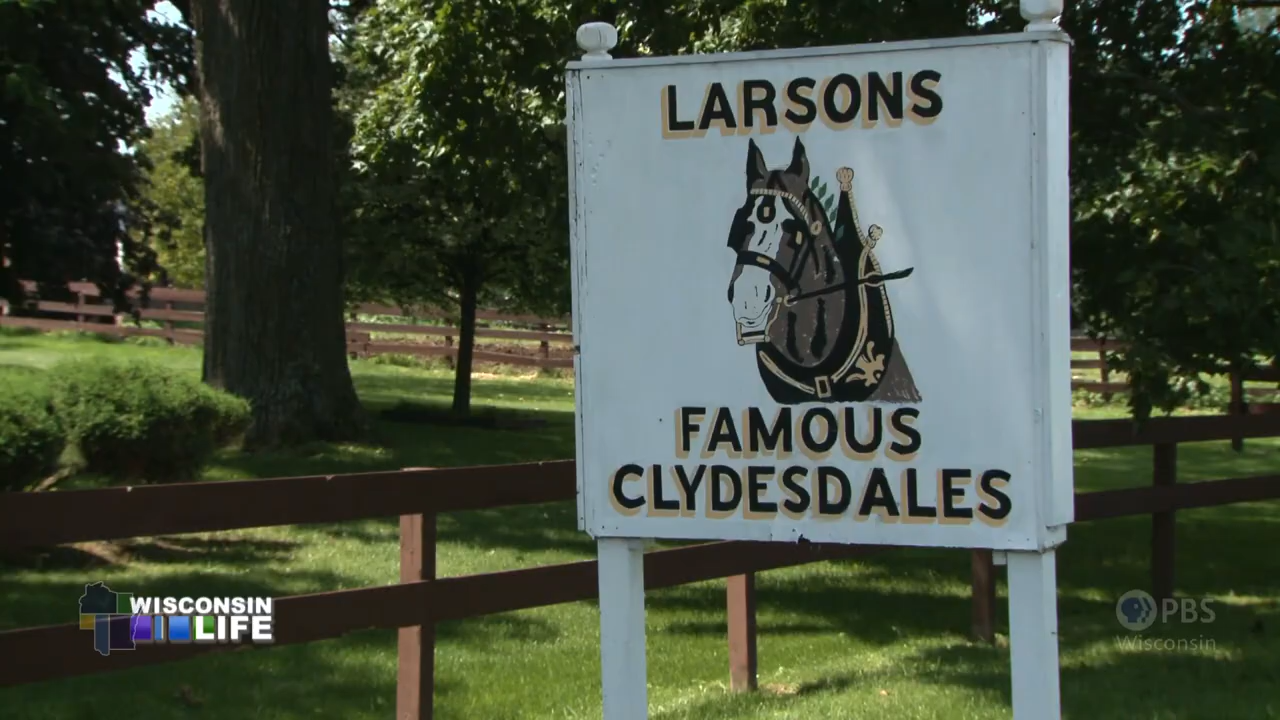 LARSONS
FAMOUS
CLYDESDALES
WISCONSIN
LIFE
PBS
Wisconsin